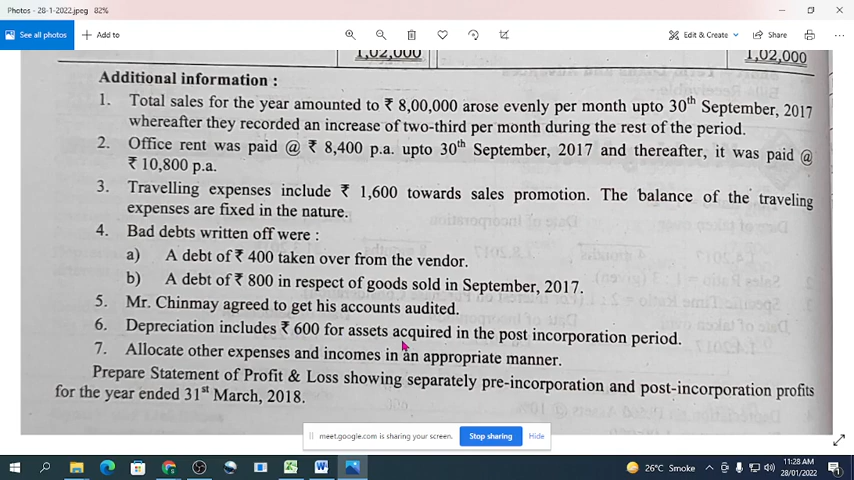 Photos - 28-1-2022.jpeg 82%
See all photos
Add to
Edit & Create
Share
1,02,000
1,02,000
Additional information :
1. Total sales for the year amounted to ₹ 8,00,000 arose evenly per month upto 30th September, 2017
whereafter they recorded an increase of two-third per month during the rest of the period.
2. Office rent was paid @ ₹ 8,400 p.a. upto 30th September, 2017 and thereafter, it was paid @
₹ 10,800 p.a.
3. Travelling expenses include ₹ 1,600 towards sales promotion. The balance of the traveling
expenses are fixed in the nature.
4. Bad debts written off were :
a) A debt of ₹ 400 taken over from the vendor.
b) A debt of ₹ 800 in respect of goods sold in September, 2017.
5. Mr. Chinmay agreed to get his accounts audited.
6. Depreciation includes ₹ 600 for assets acquired in the post incorporation period.
7. Allocate other expenses and incomes in an appropriate manner.
Prepare Statement of Profit & Loss showing separately pre-incorporation and post-incorporation profits
for the year ended 31st March, 2018.
meet.google.com is sharing your screen.
Stop sharing
Hide
26°C Smoke
11:28 AM
28/01/2022